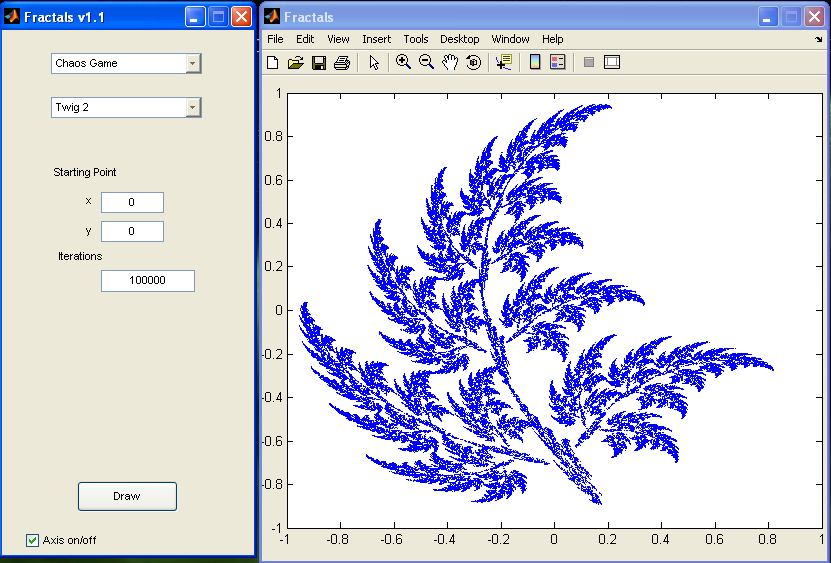 Fractals v1.1
Chaos Game
Twig 2
Starting Point
x 0
y 0
Iterations
100000
Draw
Axis on/off
Fractals
File Edit View Insert Tools Desktop Window Help
1
0.8
0.6
0.4
0.2
0
-0.2
-0.4
-0.6
-0.8
-1
-1 -0.8 -0.6 -0.4 -0.2 0 0.2 0.4 0.6 0.8 1